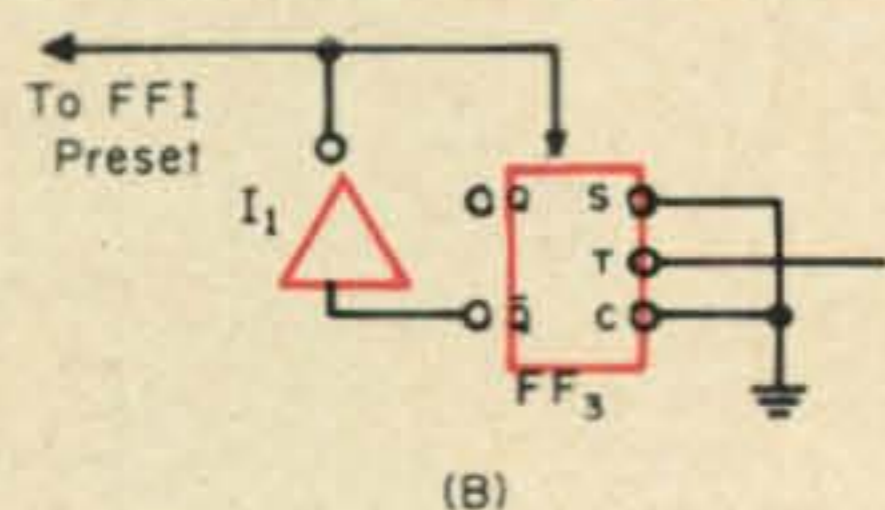 To FFI
Preset
I1
Q S
T
Q̄ C
FF3
(B)